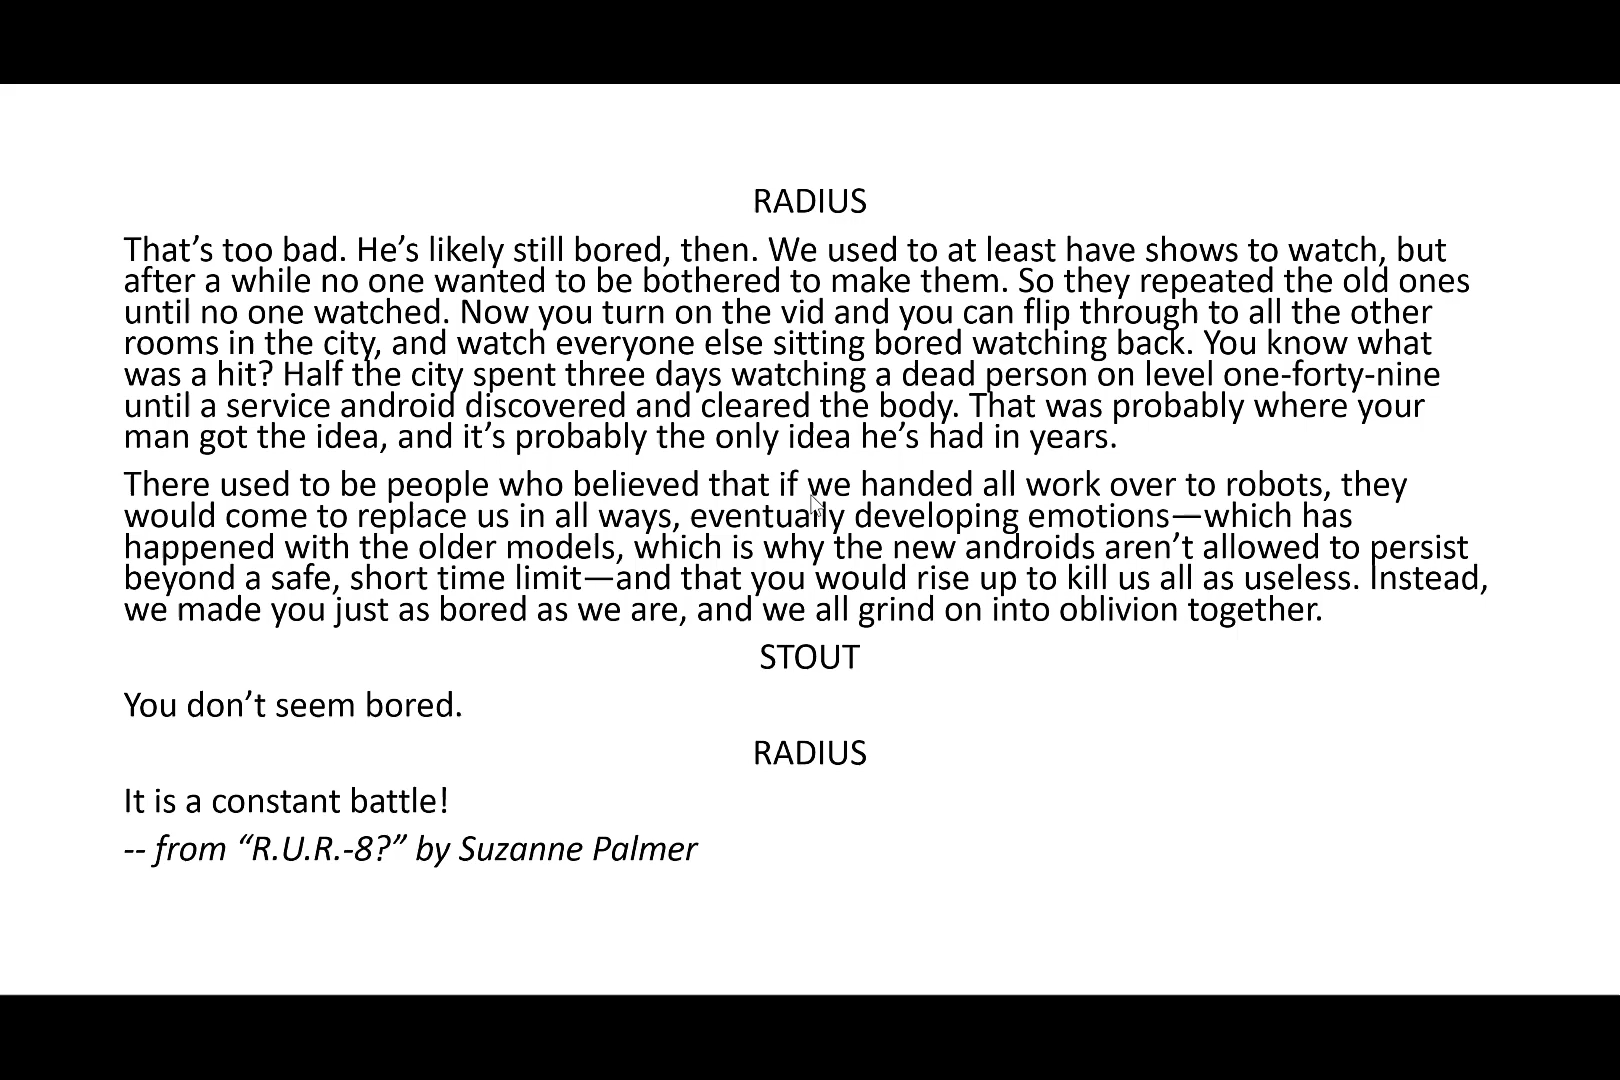 RADIUS
That’s too bad. He’s likely still bored, then. We used to at least have shows to watch, but
after a while no one wanted to be bothered to make them. So they repeated the old ones
until no one watched. Now you turn on the vid and you can flip through to all the other
rooms in the city, and watch everyone else sitting bored watching back. You know what
was a hit? Half the city spent three days watching a dead person on level one-forty-nine
until a service android discovered and cleared the body. That was probably where your
man got the idea, and it’s probably the only idea he’s had in years.
There used to be people who believed that if we handed all work over to robots, they
would come to replace us in all ways, eventually developing emotions—which has
happened with the older models, which is why the new androids aren’t allowed to persist
beyond a safe, short time limit—and that you would rise up to kill us all as useless. Instead,
we made you just as bored as we are, and we all grind on into oblivion together.
STOUT
You don’t seem bored.
RADIUS
It is a constant battle!
-- from “R.U.R.-8?” by Suzanne Palmer